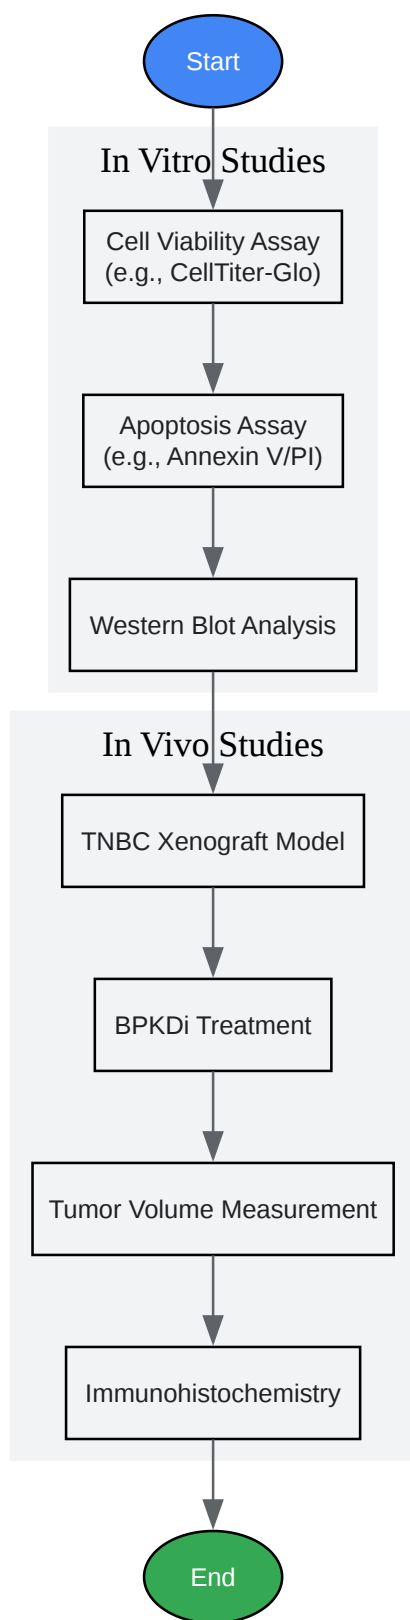 Start
In Vitro Studies
Cell Viability Assay
(e.g., CellTiter-Glo)
Apoptosis Assay
(e.g., Annexin V/PI)
Western Blot Analysis
In Vivo Studies
TNBC Xenograft Model
BPKDi Treatment
Tumor Volume Measurement
Immunohistochemistry
End